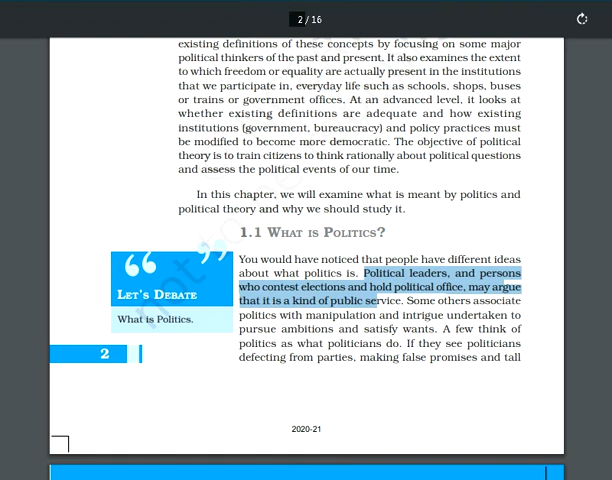 2 / 16
existing definitions of these concepts by focusing on some major
political thinkers of the past and present. It also examines the extent
to which freedom or equality are actually present in the institutions
that we participate in, everyday life such as schools, shops, buses
or trains or government offices. At an advanced level, it looks at
whether existing definitions are adequate and how existing
institutions (government, bureaucracy) and policy practices must
be modified to become more democratic. The objective of political
theory is to train citizens to think rationally about political questions
and assess the political events of our time.
In this chapter, we will examine what is meant by politics and
political theory and why we should study it.
1.1 WHAT IS POLITICS?
You would have noticed that people have different ideas
about what politics is. Political leaders, and persons
who contest elections and hold political office, may argue
that it is a kind of public service. Some others associate
politics with manipulation and intrigue undertaken to
pursue ambitions and satisfy wants. A few think of
politics as what politicians do. If they see politicians
defecting from parties, making false promises and tall
“ ”
LET'S DEBATE
What is Politics.
2
2020-21
not to